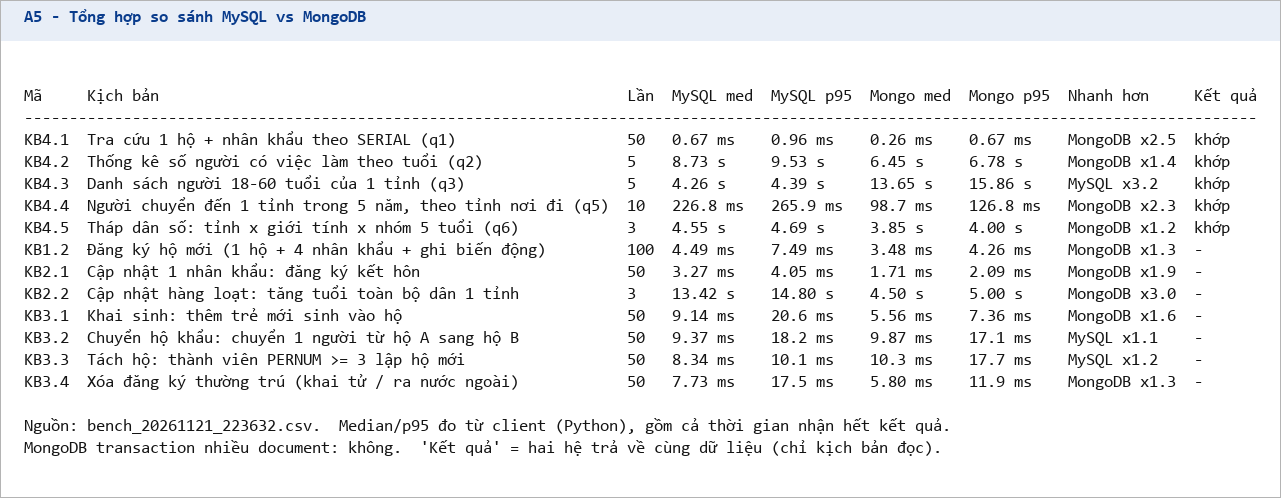 A5 - Tổng hợp so sánh MySQL vs MongoDB
Mã Kịch bản Lần MySQL med MySQL p95 Mongo med Mongo p95 Nhanh hơn Kết quả
KB4.1 Tra cứu 1 hộ + nhân khẩu theo SERIAL (q1) 50 0.67 ms 0.96 ms 0.26 ms 0.67 ms MongoDB x2.5 khớp
KB4.2 Thống kê số người có việc làm theo tuổi (q2) 5 8.73 s 9.53 s 6.45 s 6.78 s MongoDB x1.4 khớp
KB4.3 Danh sách người 18-60 tuổi của 1 tỉnh (q3) 5 4.26 s 4.39 s 13.65 s 15.86 s MySQL x3.2 khớp
KB4.4 Người chuyển đến 1 tỉnh trong 5 năm, theo tỉnh nơi đi (q5) 10 226.8 ms 265.9 ms 98.7 ms 126.8 ms MongoDB x2.3 khớp
KB4.5 Tháp dân số: tỉnh x giới tính x nhóm 5 tuổi (q6) 3 4.55 s 4.69 s 3.85 s 4.00 s MongoDB x1.2 khớp
KB1.2 Đăng ký hộ mới (1 hộ + 4 nhân khẩu + ghi biến động) 100 4.49 ms 7.49 ms 3.48 ms 4.26 ms MongoDB x1.3 -
KB2.1 Cập nhật 1 nhân khẩu: đăng ký kết hôn 50 3.27 ms 4.05 ms 1.71 ms 2.09 ms MongoDB x1.9 -
KB2.2 Cập nhật hàng loạt: tăng tuổi toàn bộ dân 1 tỉnh 3 13.42 s 14.80 s 4.50 s 5.00 s MongoDB x3.0 -
KB3.1 Khai sinh: thêm trẻ mới sinh vào hộ 50 9.14 ms 20.6 ms 5.56 ms 7.36 ms MongoDB x1.6 -
KB3.2 Chuyển hộ khẩu: chuyển 1 người từ hộ A sang hộ B 50 9.37 ms 18.2 ms 9.87 ms 17.1 ms MySQL x1.1 -
KB3.3 Tách hộ: thành viên PERNUM >= 3 lập hộ mới 50 8.34 ms 10.1 ms 10.3 ms 17.7 ms MySQL x1.2 -
KB3.4 Xóa đăng ký thường trú (khai tử / ra nước ngoài) 50 7.73 ms 17.5 ms 5.80 ms 11.9 ms MongoDB x1.3 -
Nguồn: bench_20261121_223632.csv. Median/p95 đo từ client (Python), gồm cả thời gian nhận hết kết quả.
MongoDB transaction nhiều document: không. 'Kết quả' = hai hệ trả về cùng dữ liệu (chỉ kịch bản đọc).